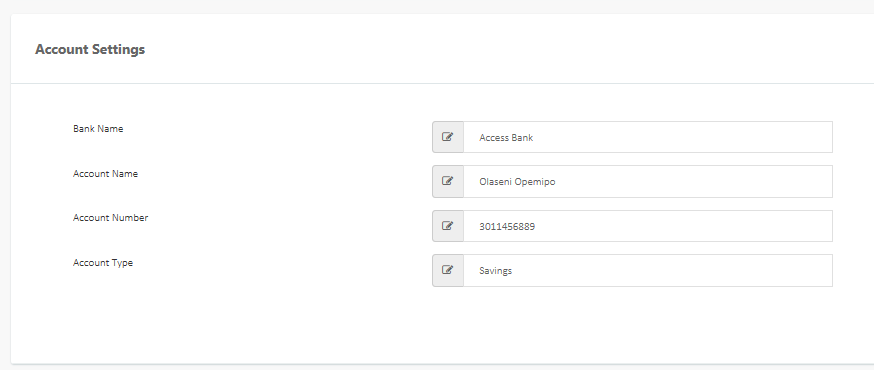 Account Settings
Bank Name
Access Bank
Account Name
Olaseni Opemipo
Account Number
3011456889
Account Type
Savings